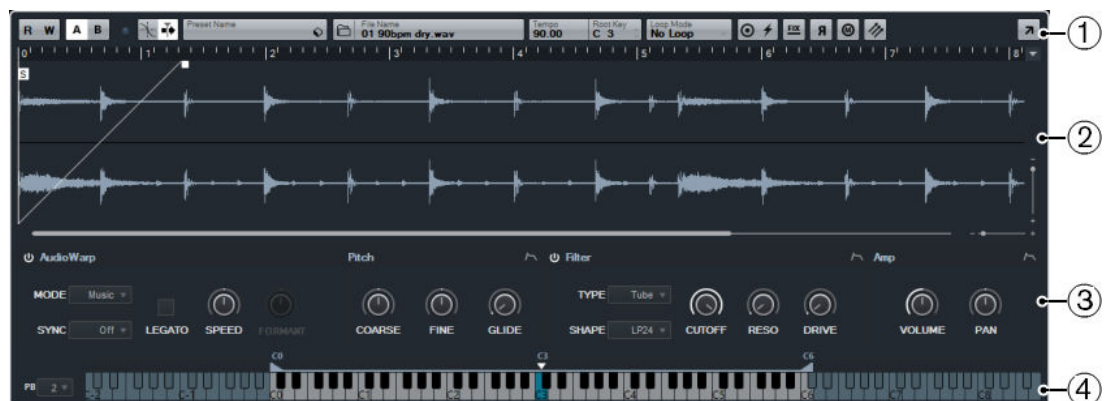 R W A B Preset Name File Name Tempo Root Key Loop Mode
01 90bpm dry.wav 90.00 C 3 No Loop FIX R M 1
0 1 2 3 4 5 6 7 8
S
2
AudioWarp Pitch Filter Amp
MODE Music TYPE Tube 3
SYNC Off LEGATO SPEED FORMANT COARSE FINE GLIDE SHAPE LP24 CUTOFF RESO DRIVE VOLUME PAN
C0 C3 C6
PB 2 C-2 C-1 C0 C1 C2 C3 C4 C5 C6 C7 C8 4